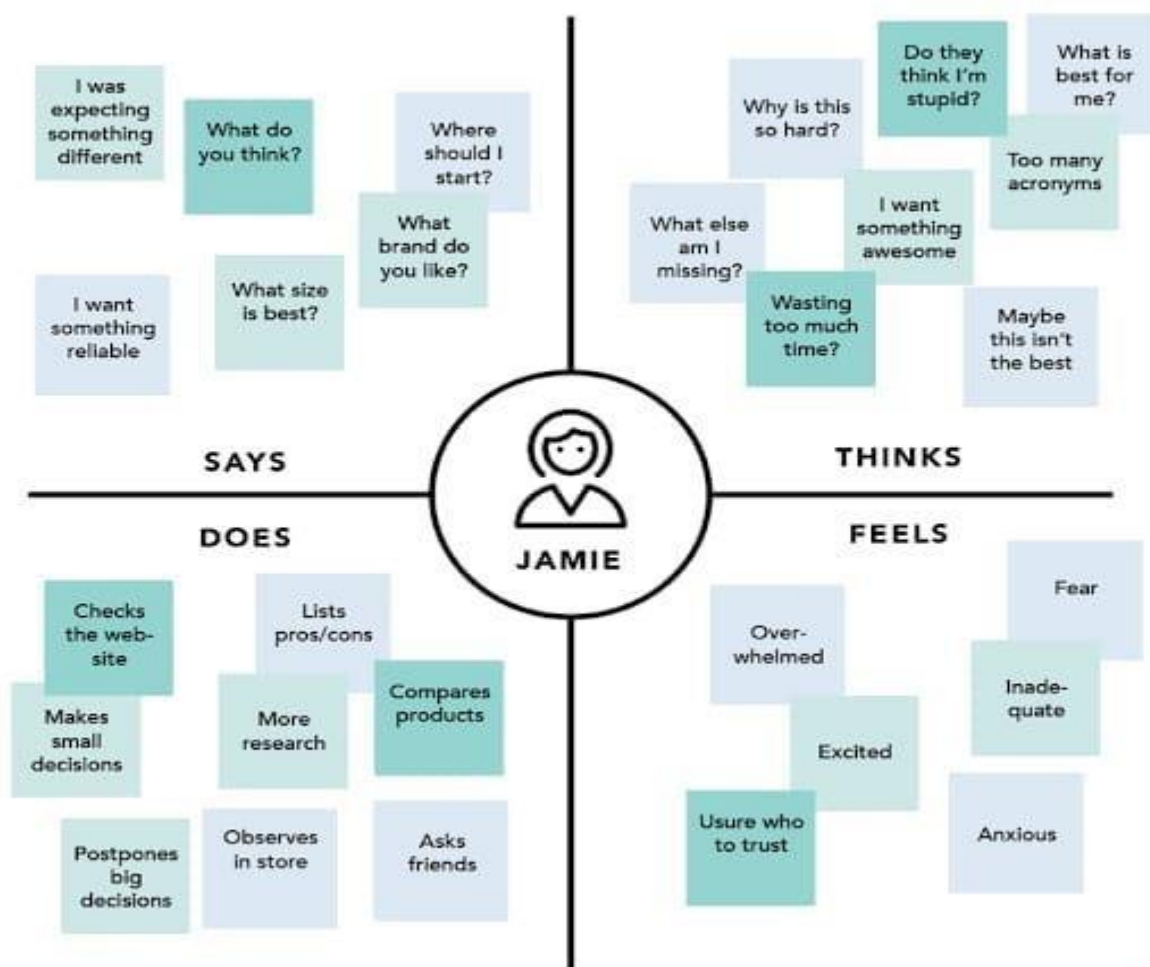 I was
expecting
something
different
What do
you think?
Where
should I
start?
What
brand do
you like?
I want
something
reliable
What size
is best?
SAYS
Do they
think I'm
stupid?
What is
best for
me?
Why is this
so hard?
Too many
acronyms
I want
something
awesome
What else
am I
missing?
Wasting
too much
time?
Maybe
this isn't
the best
THINKS
JAMIE
DOES
Checks
the web-
site
Lists
pros/cons
Compares
products
Makes
small
decisions
More
research
Postpones
big
decisions
Observes
in store
Asks
friends
FEELS
Fear
Over-
whelmed
Inade-
quate
Excited
Usure who
to trust
Anxious